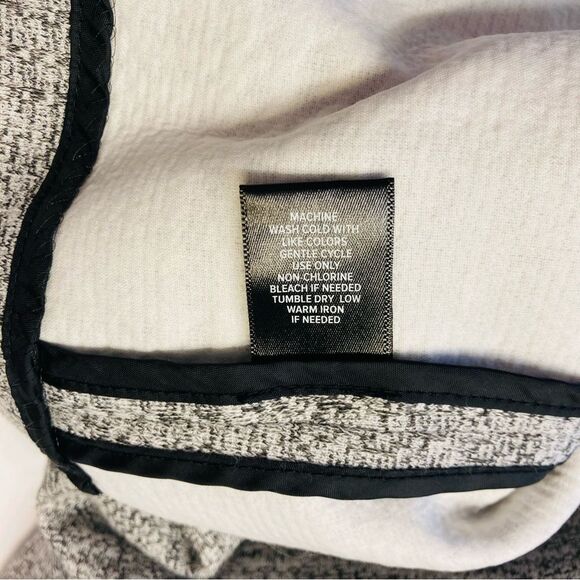 MACHINE
WASH COLD WITH
LIKE COLORS
GENTLE CYCLE
USE ONLY
NON-CHLORINE
BLEACH IF NEEDED
TUMBLE DRY LOW
WARM IRON
IF NEEDED